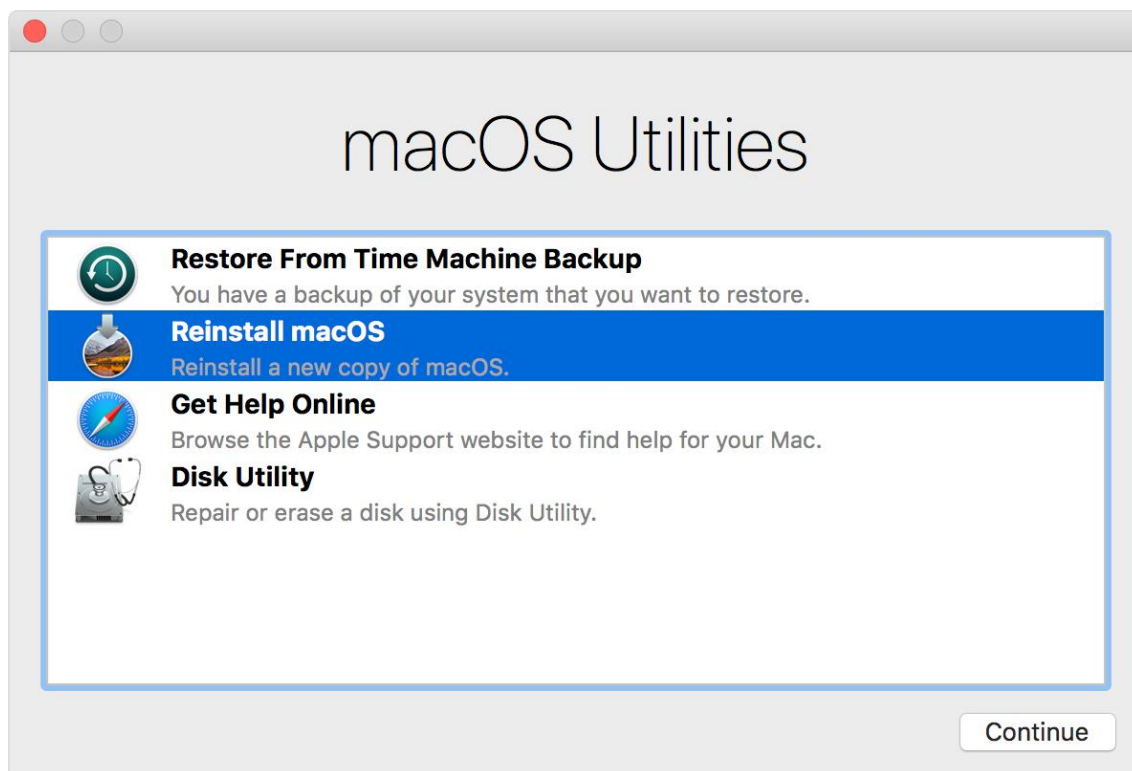 macOS Utilities
Restore From Time Machine Backup
You have a backup of your system that you want to restore.
Reinstall macOS
Reinstall a new copy of macOS.
Get Help Online
Browse the Apple Support website to find help for your Mac.
Disk Utility
Repair or erase a disk using Disk Utility.
Continue